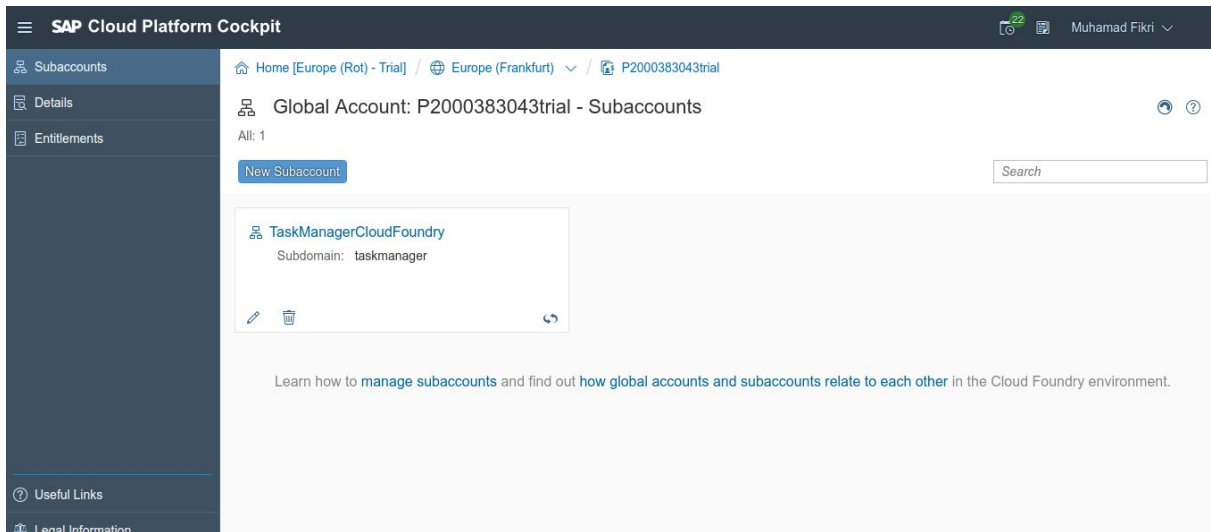 SAP Cloud Platform Cockpit
22
Muhamad Fikri
Subaccounts
Details
Entitlements
Useful Links
Legal Information
Home [Europe (Rot) - Trial] / Europe (Frankfurt) / P2000383043trial
Global Account: P2000383043trial - Subaccounts
All: 1
New Subaccount
Search
TaskManagerCloudFoundry
Subdomain: taskmanager
Learn how to manage subaccounts and find out how global accounts and subaccounts relate to each other in the Cloud Foundry environment.